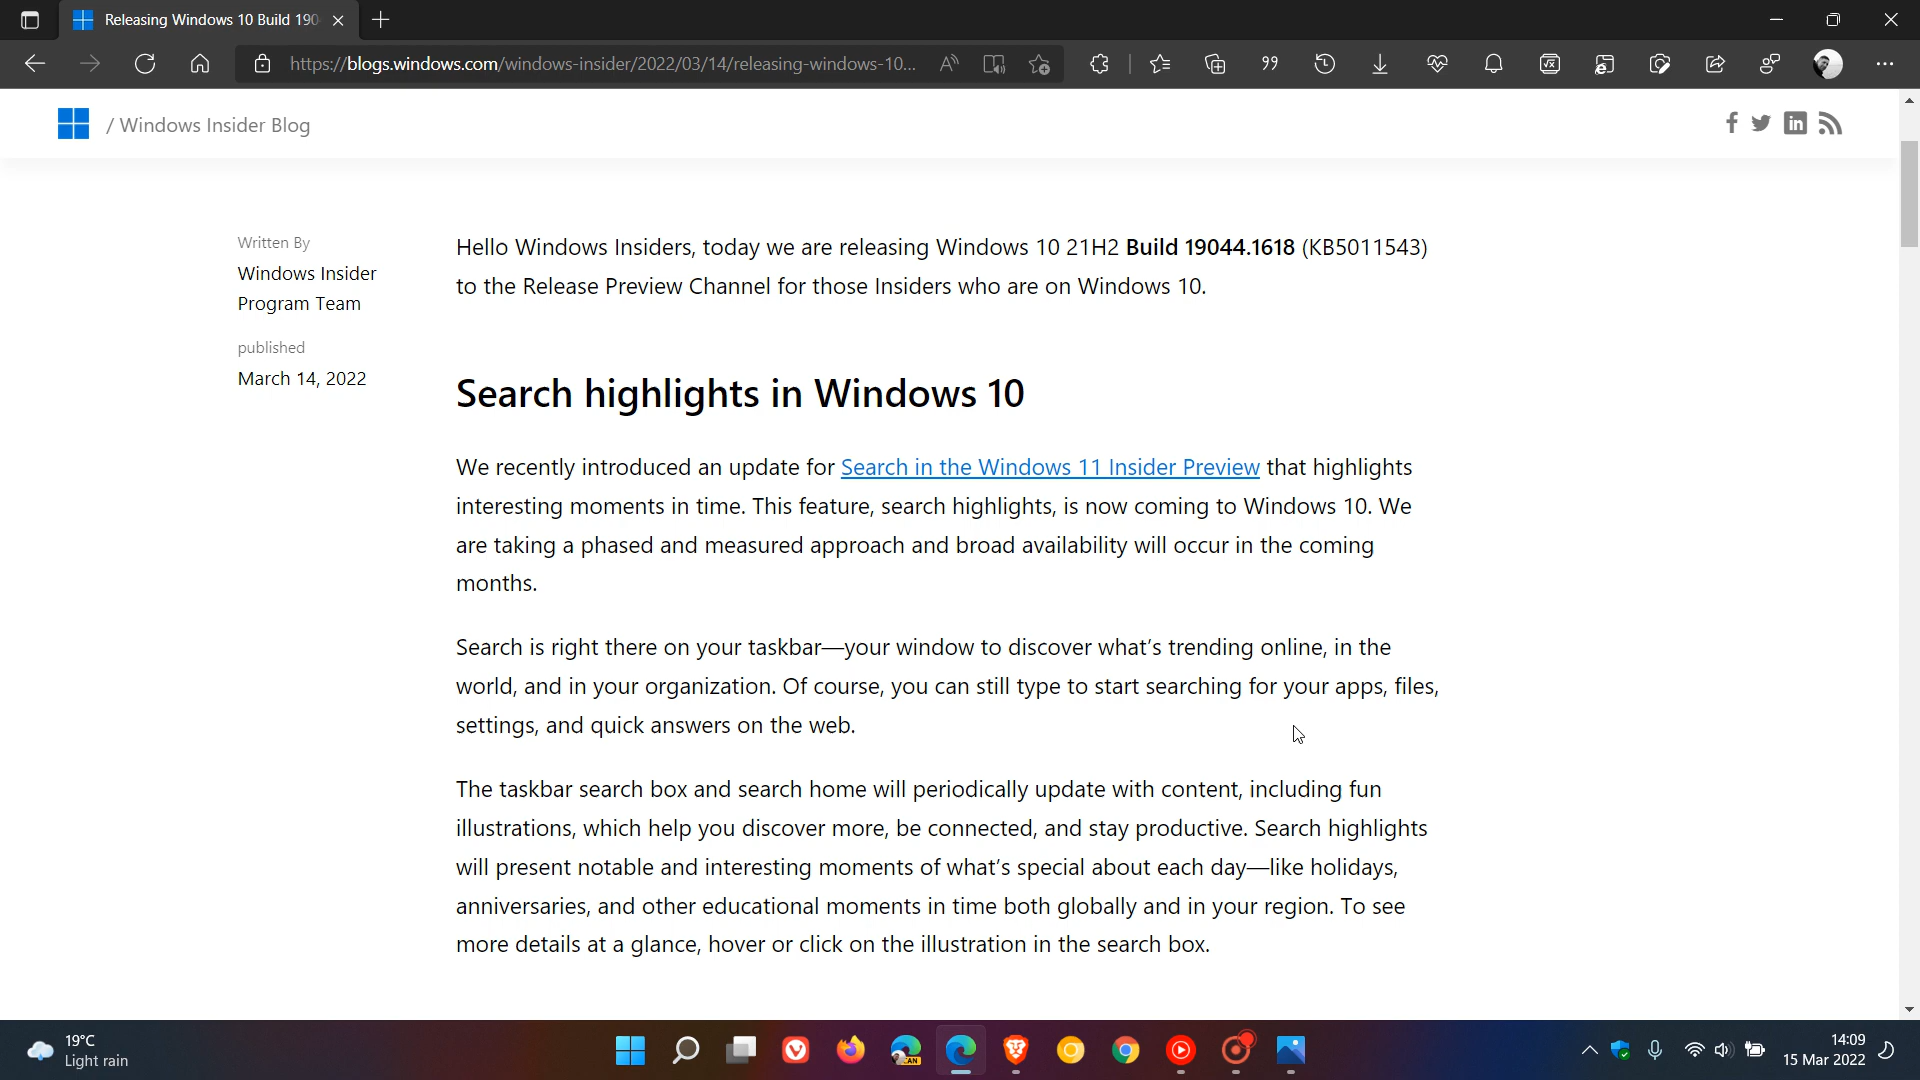 Releasing Windows 10 Build 190
https://blogs.windows.com/windows-insider/2022/03/14/releasing-windows-10...
/ Windows Insider Blog
Written By
Windows Insider
Program Team
published
March 14, 2022
Hello Windows Insiders, today we are releasing Windows 10 21H2 Build 19044.1618 (KB5011543)
to the Release Preview Channel for those Insiders who are on Windows 10.
Search highlights in Windows 10
We recently introduced an update for Search in the Windows 11 Insider Preview that highlights
interesting moments in time. This feature, search highlights, is now coming to Windows 10. We
are taking a phased and measured approach and broad availability will occur in the coming
months.
Search is right there on your taskbar—your window to discover what's trending online, in the
world, and in your organization. Of course, you can still type to start searching for your apps, files,
settings, and quick answers on the web.
The taskbar search box and search home will periodically update with content, including fun
illustrations, which help you discover more, be connected, and stay productive. Search highlights
will present notable and interesting moments of what's special about each day—like holidays,
anniversaries, and other educational moments in time both globally and in your region. To see
more details at a glance, hover or click on the illustration in the search box.
19°C
Light rain
CAN
14:09
15 Mar 2022